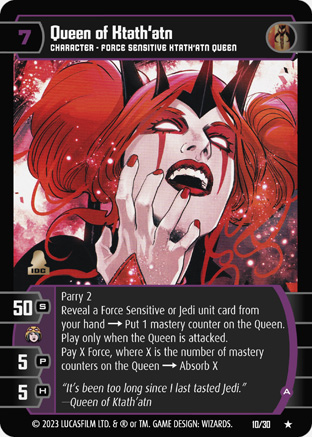 7
Queen of Ktath'atn
CHARACTER - FORCE SENSITIVE KTATH'ATN QUEEN
IDC
50 S
5 P
5 H
Parry 2
Reveal a Force Sensitive or Jedi unit card from
your hand → Put 1 mastery counter on the Queen.
Play only when the Queen is attacked.
Pay X Force, where X is the number of mastery
counters on the Queen → Absorb X
"It's been too long since I last tasted Jedi."
—Queen of Ktath'atn
A
© 2023 LUCASFILM LTD. & ® or TM. GAME DESIGN: WIZARDS.
10/30